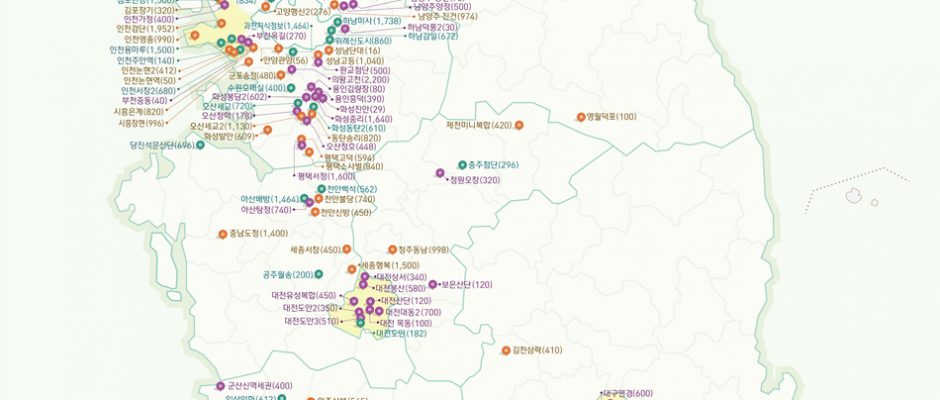 김포장기(320)
인천가정(400)
인천검단(1,952)
인천영종(990)
인천용마루(1,500)
인천주안역(140)
인천논현2(412)
인천논현역(50)
인천서창2(680)
부천중동(40)
시흥은계(820)
시흥장현(996)
고양향신2(276)
과천지식정보(1,464)
부천옥길(270)
안양관양(56)
군포송정(480)
수원호매실(400)
화성봉담2(602)
오산세교(720)
오산청학(178)
오산세교2(1,130)
화성발안(609)
당진석문산단(696)
남양주양정(500)
남양주 진건(974)
하남미사(1,738)
하남덕풍2(30)
하남감일(672)
위례신도시(860)
성남단대(16)
성남고등(1,040)
판교첨단(500)
의왕고천(2,200)
용인김량장(80)
용인흥덕(390)
화성진안(29)
화성중리(1,640)
화성동탄2(610)
동탄송리(820)
오산청호(448)
평택고덕(594)
평택소사벌(840)
평택서정(1,600)
제천미니복합(420)
영월덕포(100)
충주첨단(296)
청원오창(320)
천안백석(562)
아산배방(1,464)
천안불당(740)
아산탕정(740)
천안신방(450)
충남도청(1,400)
세종서창(450)
청주동남(998)
세종행복(1,500)
공주월송(200)
대전상서(340)
대전봉산(580)
보은산단(120)
대전유성복합(450)
대전산단(120)
대전도안2(350)
대전대동2(700)
대전도안3(510)
대전 목동(100)
대전도안(182)
김천삼락(410)
군산신역세권(400)
대구연경(600)